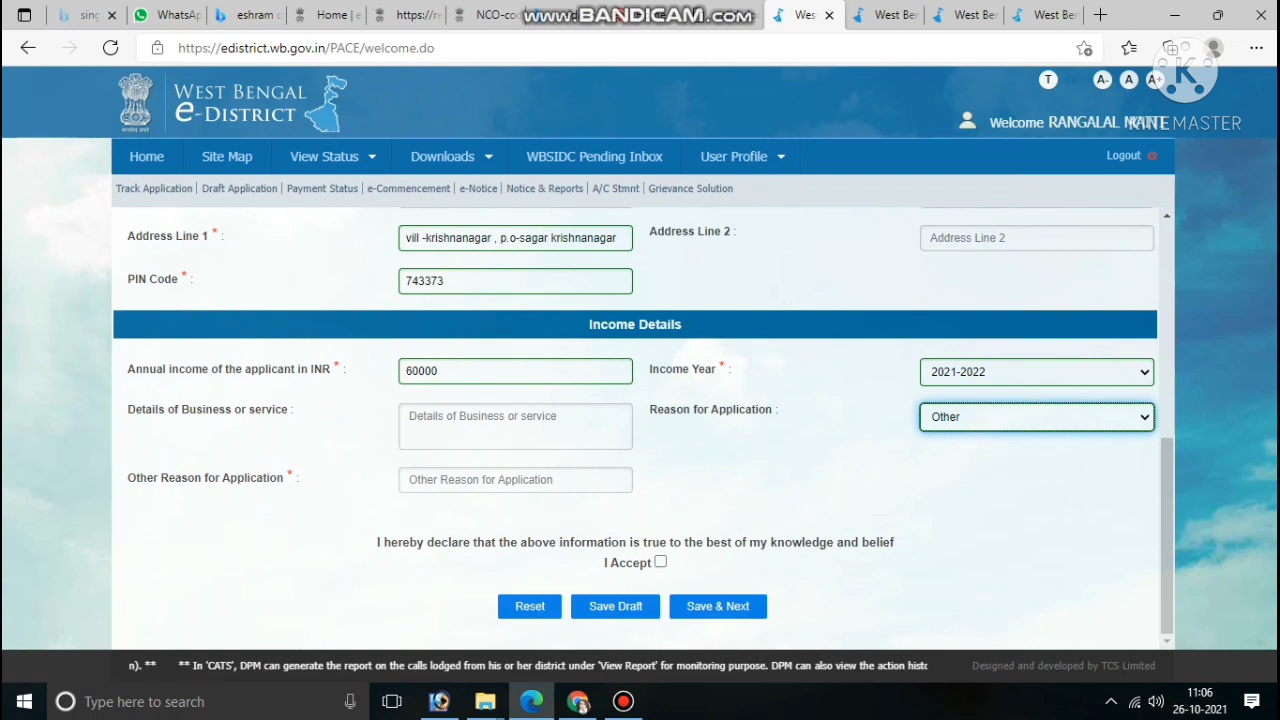 sing
WhatsAp
eshram c
Home | e
https://re
NCO-co
www.BANDICAM.com
Wes
West Ber
West Ber
West Ber
https://edistrict.wb.gov.in/PACE/welcome.do
WEST BENGAL
e-DISTRICT
T A- A A+
K
KINEMASTER
Welcome RANGALAL MAITI
Home Site Map View Status Downloads WBSIDC Pending Inbox User Profile Logout
Track Application | Draft Application | Payment Status | e-Commencement | e-Notice | Notice & Reports | A/C Stmnt | Grievance Solution
Address Line 1 * : vill -krishnanagar , p.o-sagar krishnanagar Address Line 2 : Address Line 2
PIN Code * : 743373
Income Details
Annual income of the applicant in INR * : 60000 Income Year * : 2021-2022
Details of Business or service : Details of Business or service Reason for Application : Other
Other Reason for Application * : Other Reason for Application
I hereby declare that the above information is true to the best of my knowledge and belief
I Accept
Reset Save Draft Save & Next
n). ** ** In 'CATS', DPM can generate the report on the calls lodged from his or her district under 'View Report' for monitoring purpose. DPM can also view the action histo
Designed and developed by TCS Limited
Type here to search
11:06
26-10-2021